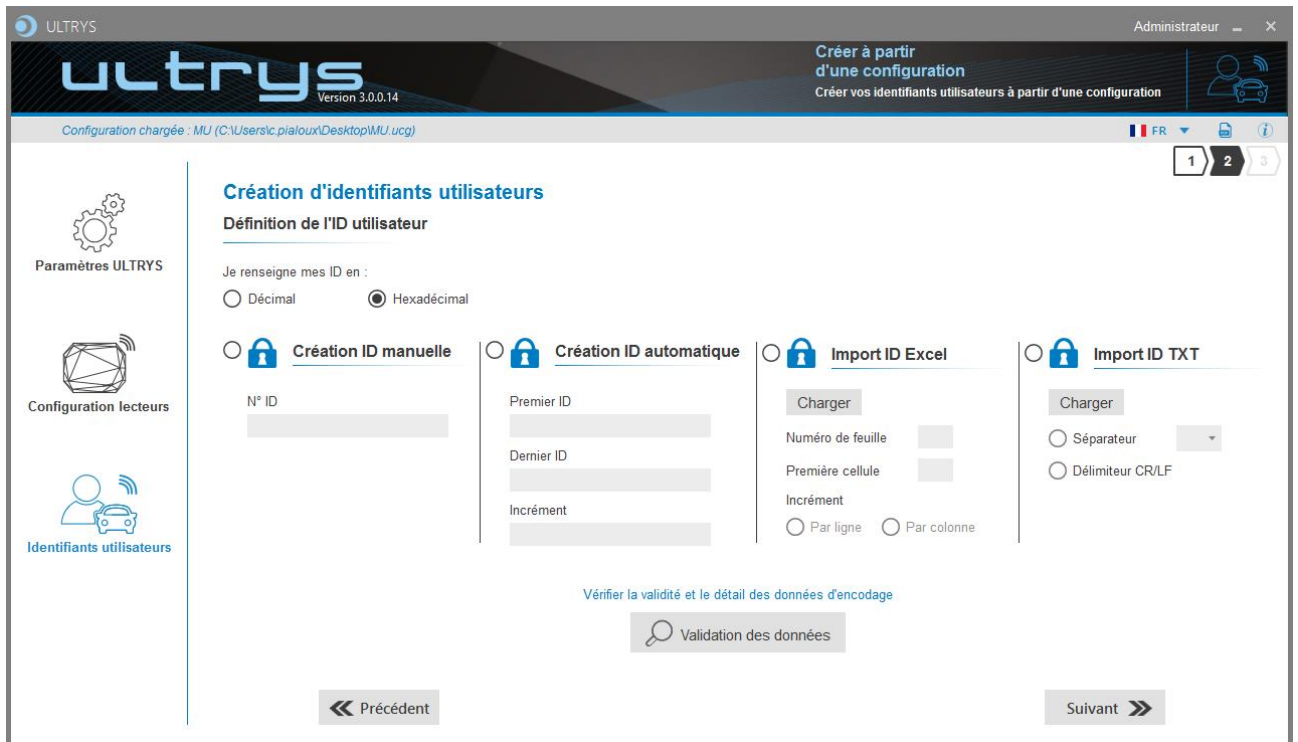 ULTRYS
Administrateur
ultrys
Version 3.0.0.14
Créer à partir
d'une configuration
Créer vos identifiants utilisateurs à partir d'une configuration
Configuration chargée : MU (C:\Users\c.pialoux\Desktop\MU.ucg)
FR
1 2 3
Paramètres ULTRYS
Configuration lecteurs
Identifiants utilisateurs
Création d'identifiants utilisateurs
Définition de l'ID utilisateur
Je renseigne mes ID en :
Décimal
Hexadécimal
Création ID manuelle
N° ID
Création ID automatique
Premier ID
Dernier ID
Incrément
Import ID Excel
Charger
Numéro de feuille
Première cellule
Incrément
Par ligne
Par colonne
Import ID TXT
Charger
Séparateur
Délimiteur CR/LF
Vérifier la validité et le détail des données d'encodage
Validation des données
Précédent
Suivant